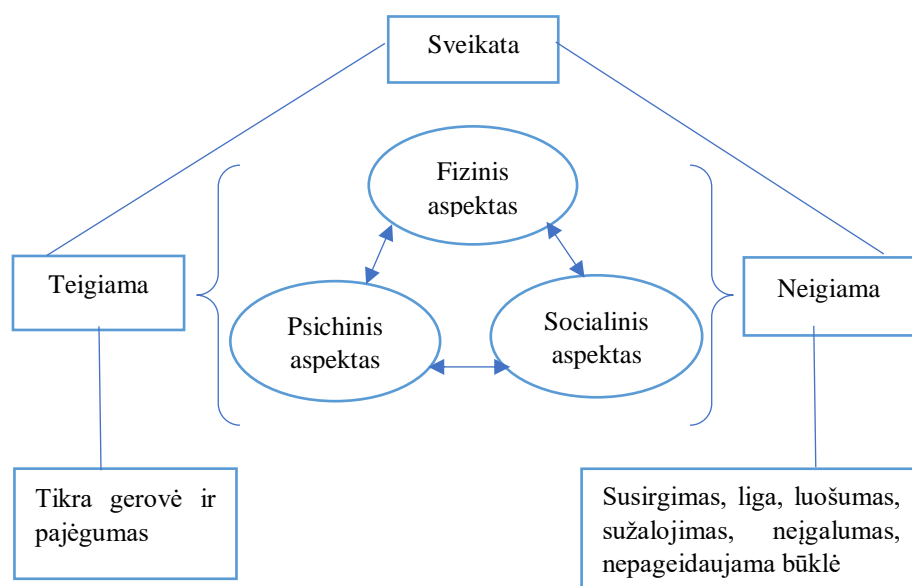 Sveikata
Fizinis
aspektas
Teigiama
Psichinis
aspektas
Socialinis
aspektas
Neigiama
Tikra gerovė ir
pajėgumas
Susirgimas, liga, luošumas,
sužalojimas, neįgalumas,
nepageidaujama būklė